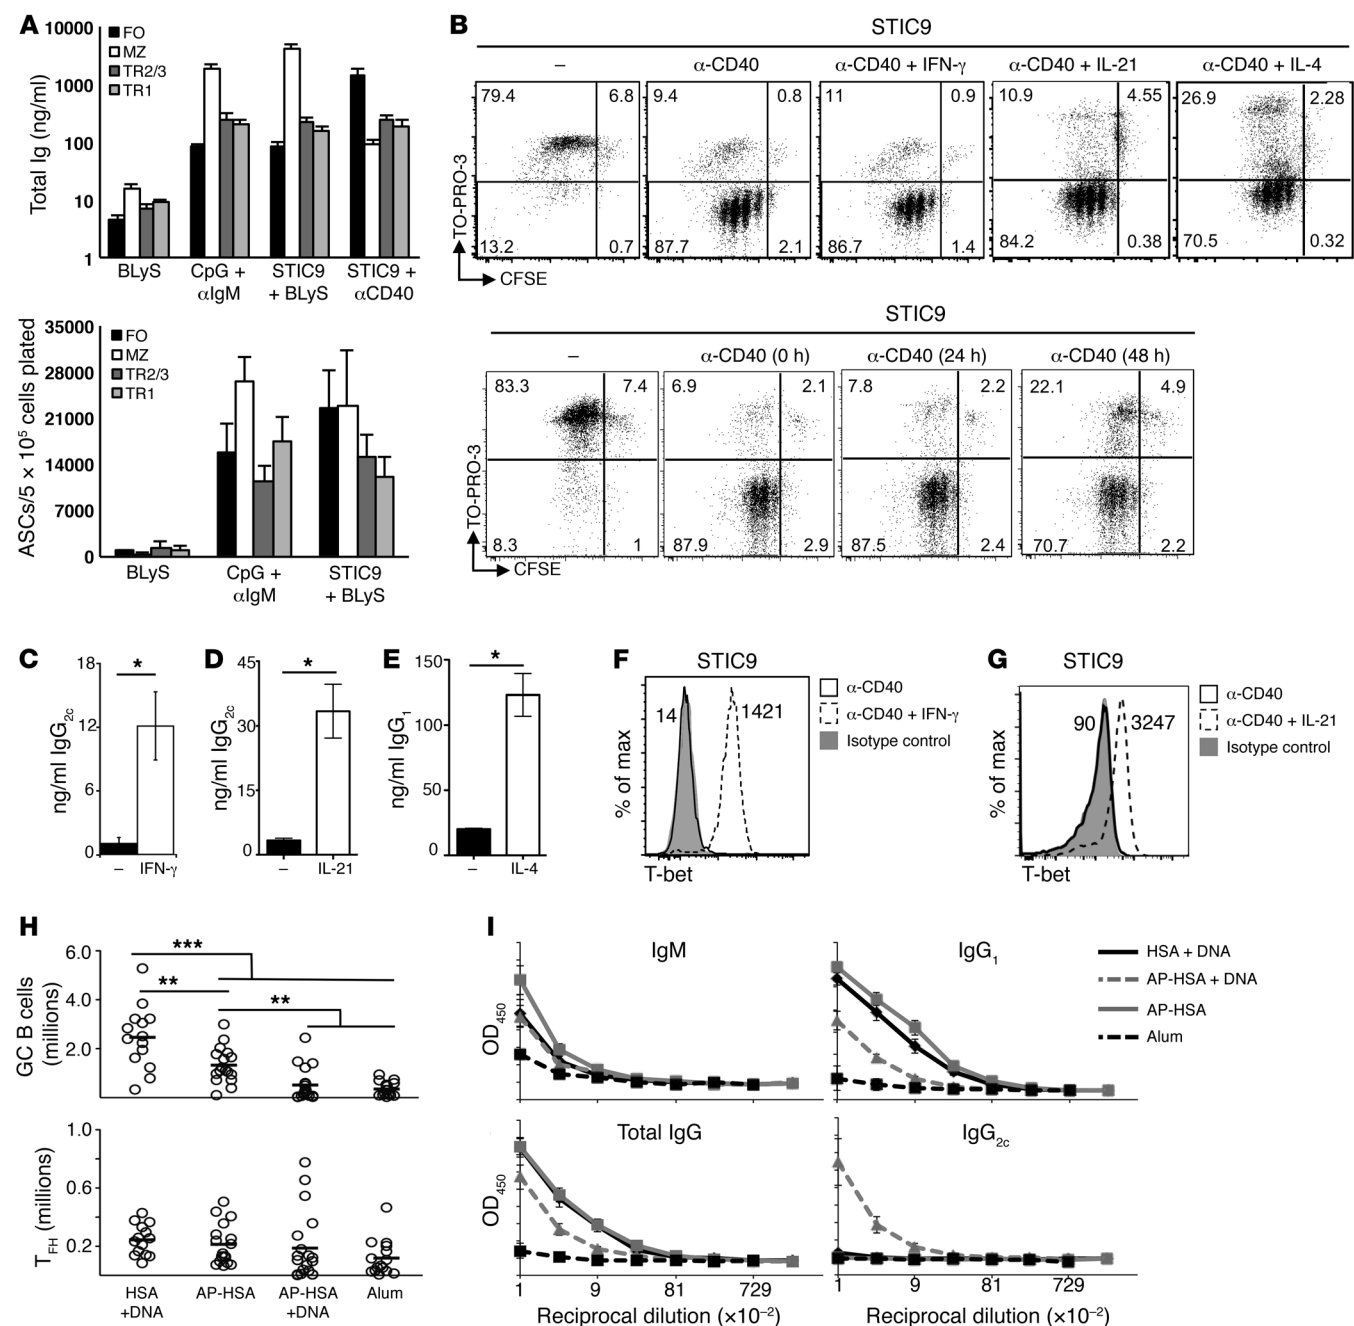 A
Total Ig (ng/ml)
10000
1000
100
10
1
FO
MZ
TR2/3
TR1
BLyS
CpG +
αIgM
STIC9
+ BLyS
STIC9 +
αCD40
ASCs/5 × 10⁵ cells plated
35000
28000
21000
14000
7000
0
FO
MZ
TR2/3
TR1
BLyS
CpG +
αIgM
STIC9
+ BLyS
B
STIC9
–
α-CD40
α-CD40 + IFN-γ
α-CD40 + IL-21
α-CD40 + IL-4
79.4 6.8
13.2 0.7
9.4 0.8
87.7 2.1
11 0.9
86.7 1.4
10.9 4.55
84.2 0.38
26.9 2.28
70.5 0.32
TO-PRO-3
CFSE
STIC9
–
α-CD40 (0 h)
α-CD40 (24 h)
α-CD40 (48 h)
83.3 7.4
8.3 1
6.9 2.1
87.9 2.9
7.8 2.2
87.5 2.4
22.1 4.9
70.7 2.2
TO-PRO-3
CFSE
C
ng/ml IgG2c
18
12
6
0
*
– IFN-γ
D
ng/ml IgG2c
45
30
15
0
*
– IL-21
E
ng/ml IgG1
150
100
50
0
*
– IL-4
F
STIC9
% of max
14
1421
T-bet
α-CD40
α-CD40 + IFN-γ
Isotype control
G
STIC9
% of max
90
3247
T-bet
α-CD40
α-CD40 + IL-21
Isotype control
H
GC B cells
(millions)
6.0
4.0
2.0
***
**
**
TFH (millions)
1.0
0.6
0.2
HSA
+DNA
AP-HSA
AP-HSA
+DNA
Alum
I
IgM
OD450
IgG1
HSA + DNA
AP-HSA + DNA
AP-HSA
Alum
Total IgG
OD450
1 9 81 729
Reciprocal dilution (×10⁻²)
IgG2c
1 9 81 729
Reciprocal dilution (×10⁻²)